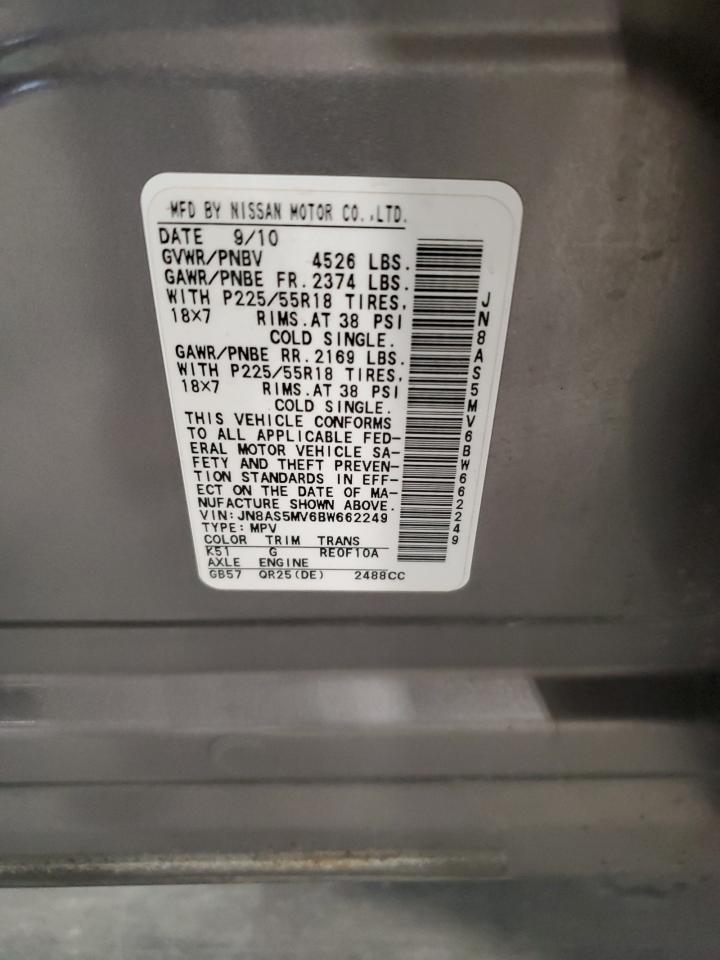 MFD BY NISSAN MOTOR CO.,LTD.
DATE 9/10
GVWR/PNBV 4526 LBS.
GAWR/PNBE FR. 2374 LBS.
WITH P225/55R18 TIRES,
18X7 RIMS.AT 38 PSI
COLD SINGLE.
GAWR/PNBE RR. 2169 LBS.
WITH P225/55R18 TIRES,
18X7 RIMS.AT 38 PSI
COLD SINGLE.
THIS VEHICLE CONFORMS
TO ALL APPLICABLE FED-
ERAL MOTOR VEHICLE SA-
FETY AND THEFT PREVEN-
TION STANDARDS IN EFF-
ECT ON THE DATE OF MA-
NUFACTURE SHOWN ABOVE.
VIN:JN8AS5MV6BW662249
TYPE:MPV
COLOR TRIM TRANS
K51 G RE0F10A
AXLE ENGINE
GB57 QR25(DE) 2488CC
JN8AS5MV6BW662249